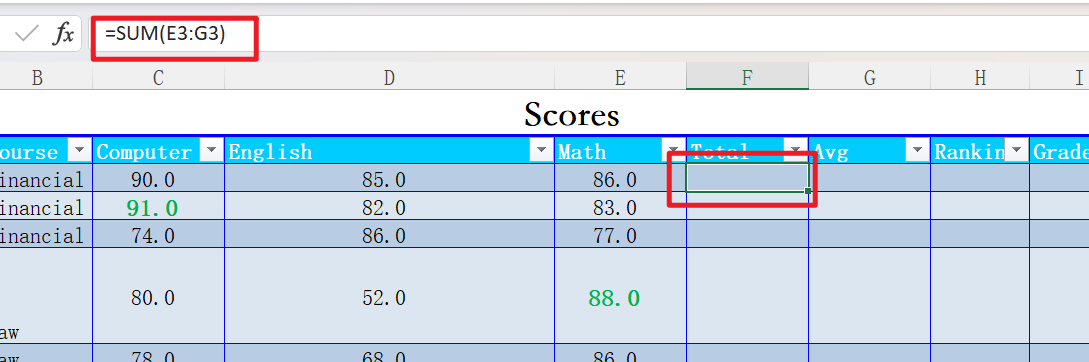 fx =SUM(E3:G3)
B C D E F G H I
Scores
ourse Computer English Math Total Avg Rankin Grade
inancial 90.0 85.0 86.0
inancial 91.0 82.0 83.0
inancial 74.0 86.0 77.0
80.0 52.0 88.0
aw
aw 78.0 68.0 86.0